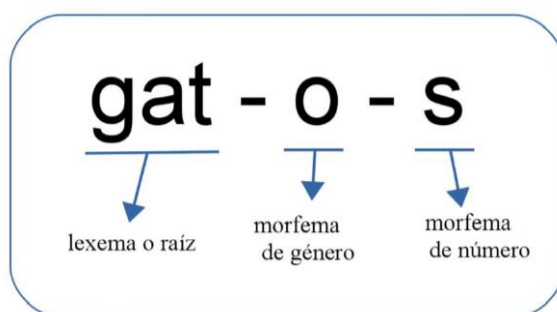 gat - o - s
lexema o raíz
morfema
de género
morfema
de número